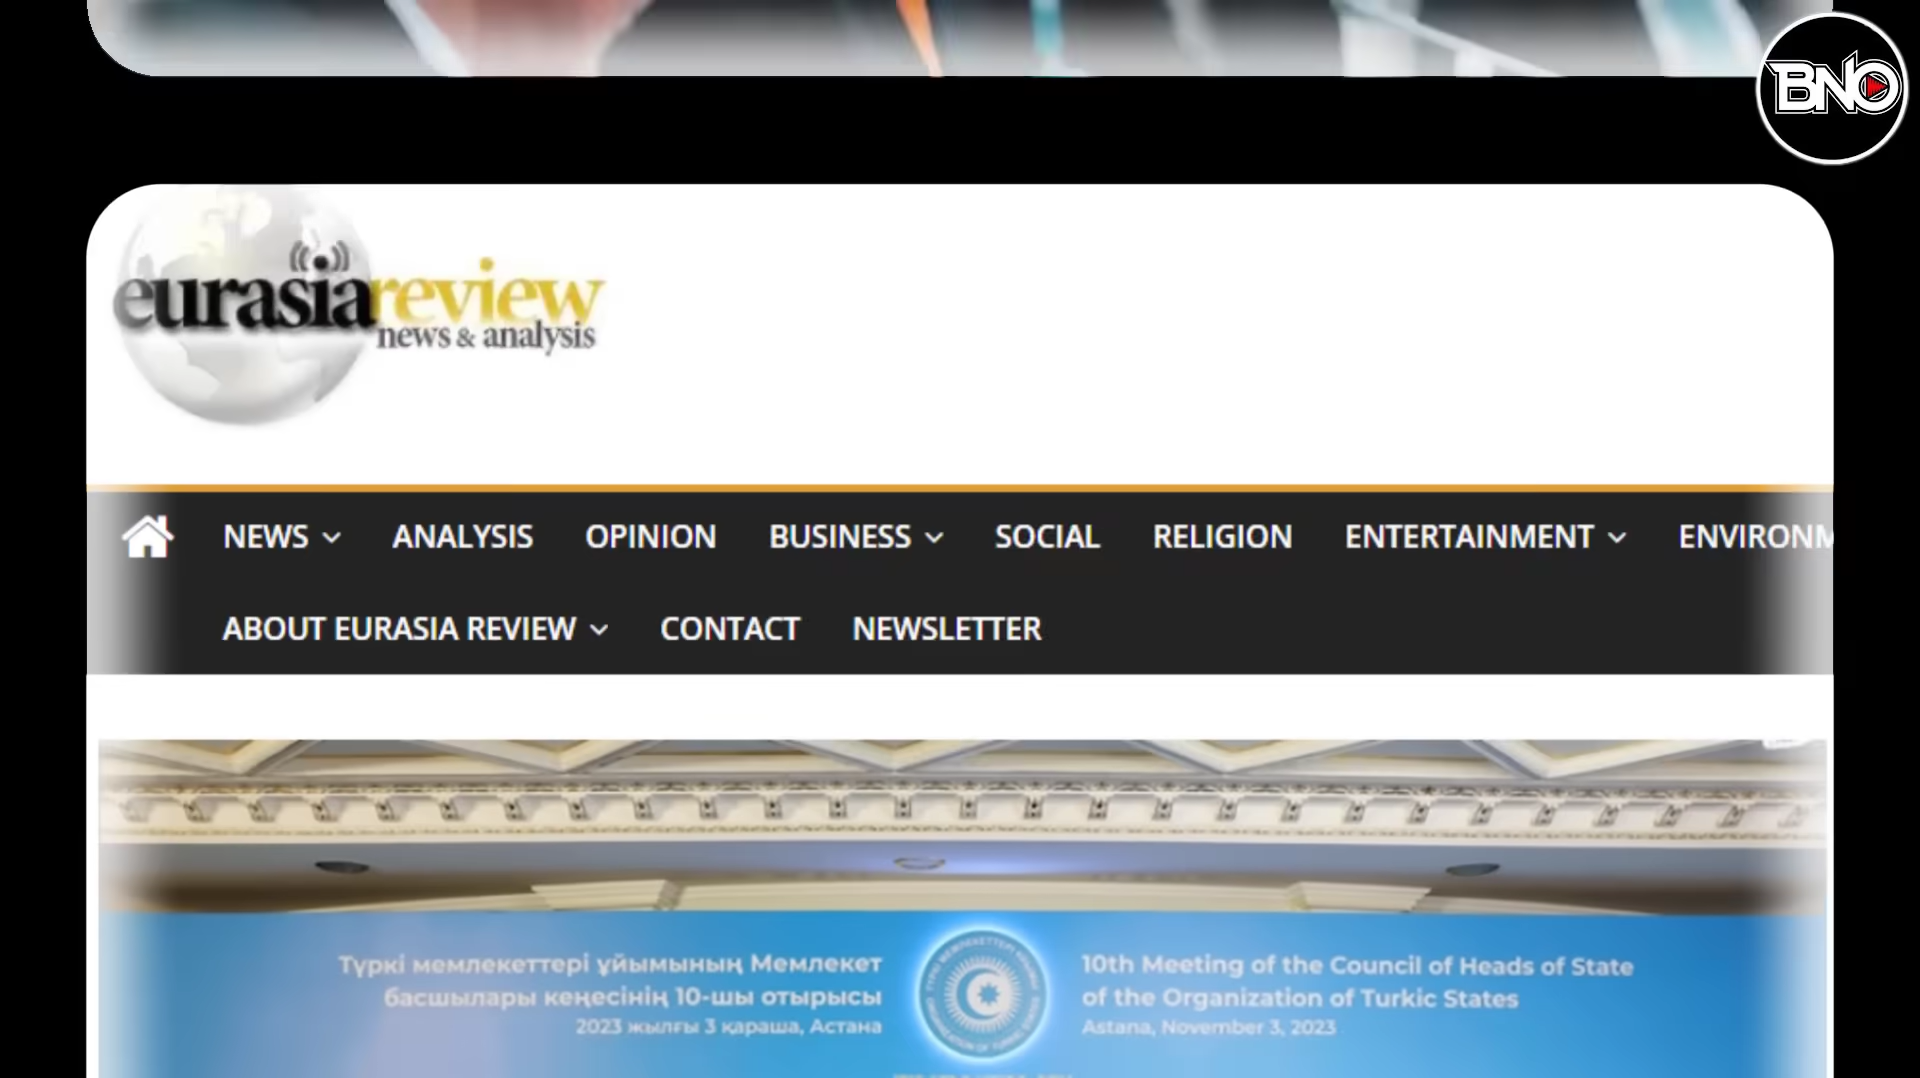 BNO
eurasiareview
news & analysis
NEWS ANALYSIS OPINION BUSINESS SOCIAL RELIGION ENTERTAINMENT ENVIRONM
ABOUT EURASIA REVIEW CONTACT NEWSLETTER
Түркі мемлекеттері ұйымының Мемлекет
басшылары кеңесінің 10-шы отырысы
2023 жылғы 3 қараша, Астана
10th Meeting of the Council of Heads of State
of the Organization of Turkic States
Astana, November 3, 2023